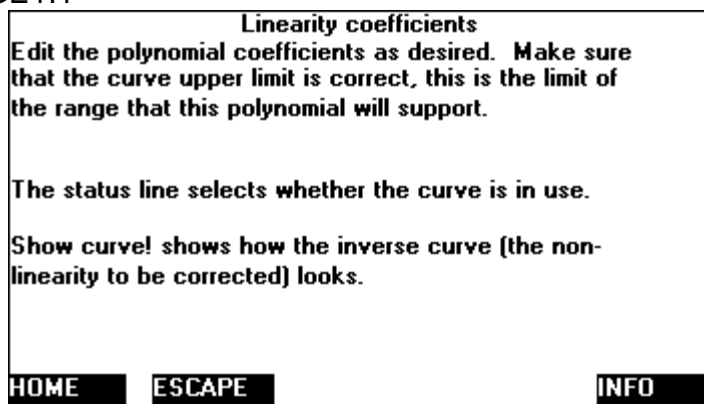 Linearity coefficients
Edit the polynomial coefficients as desired. Make sure
that the curve upper limit is correct, this is the limit of
the range that this polynomial will support.
The status line selects whether the curve is in use.
Show curve! shows how the inverse curve (the non-
linearity to be corrected) looks.
HOME ESCAPE INFO